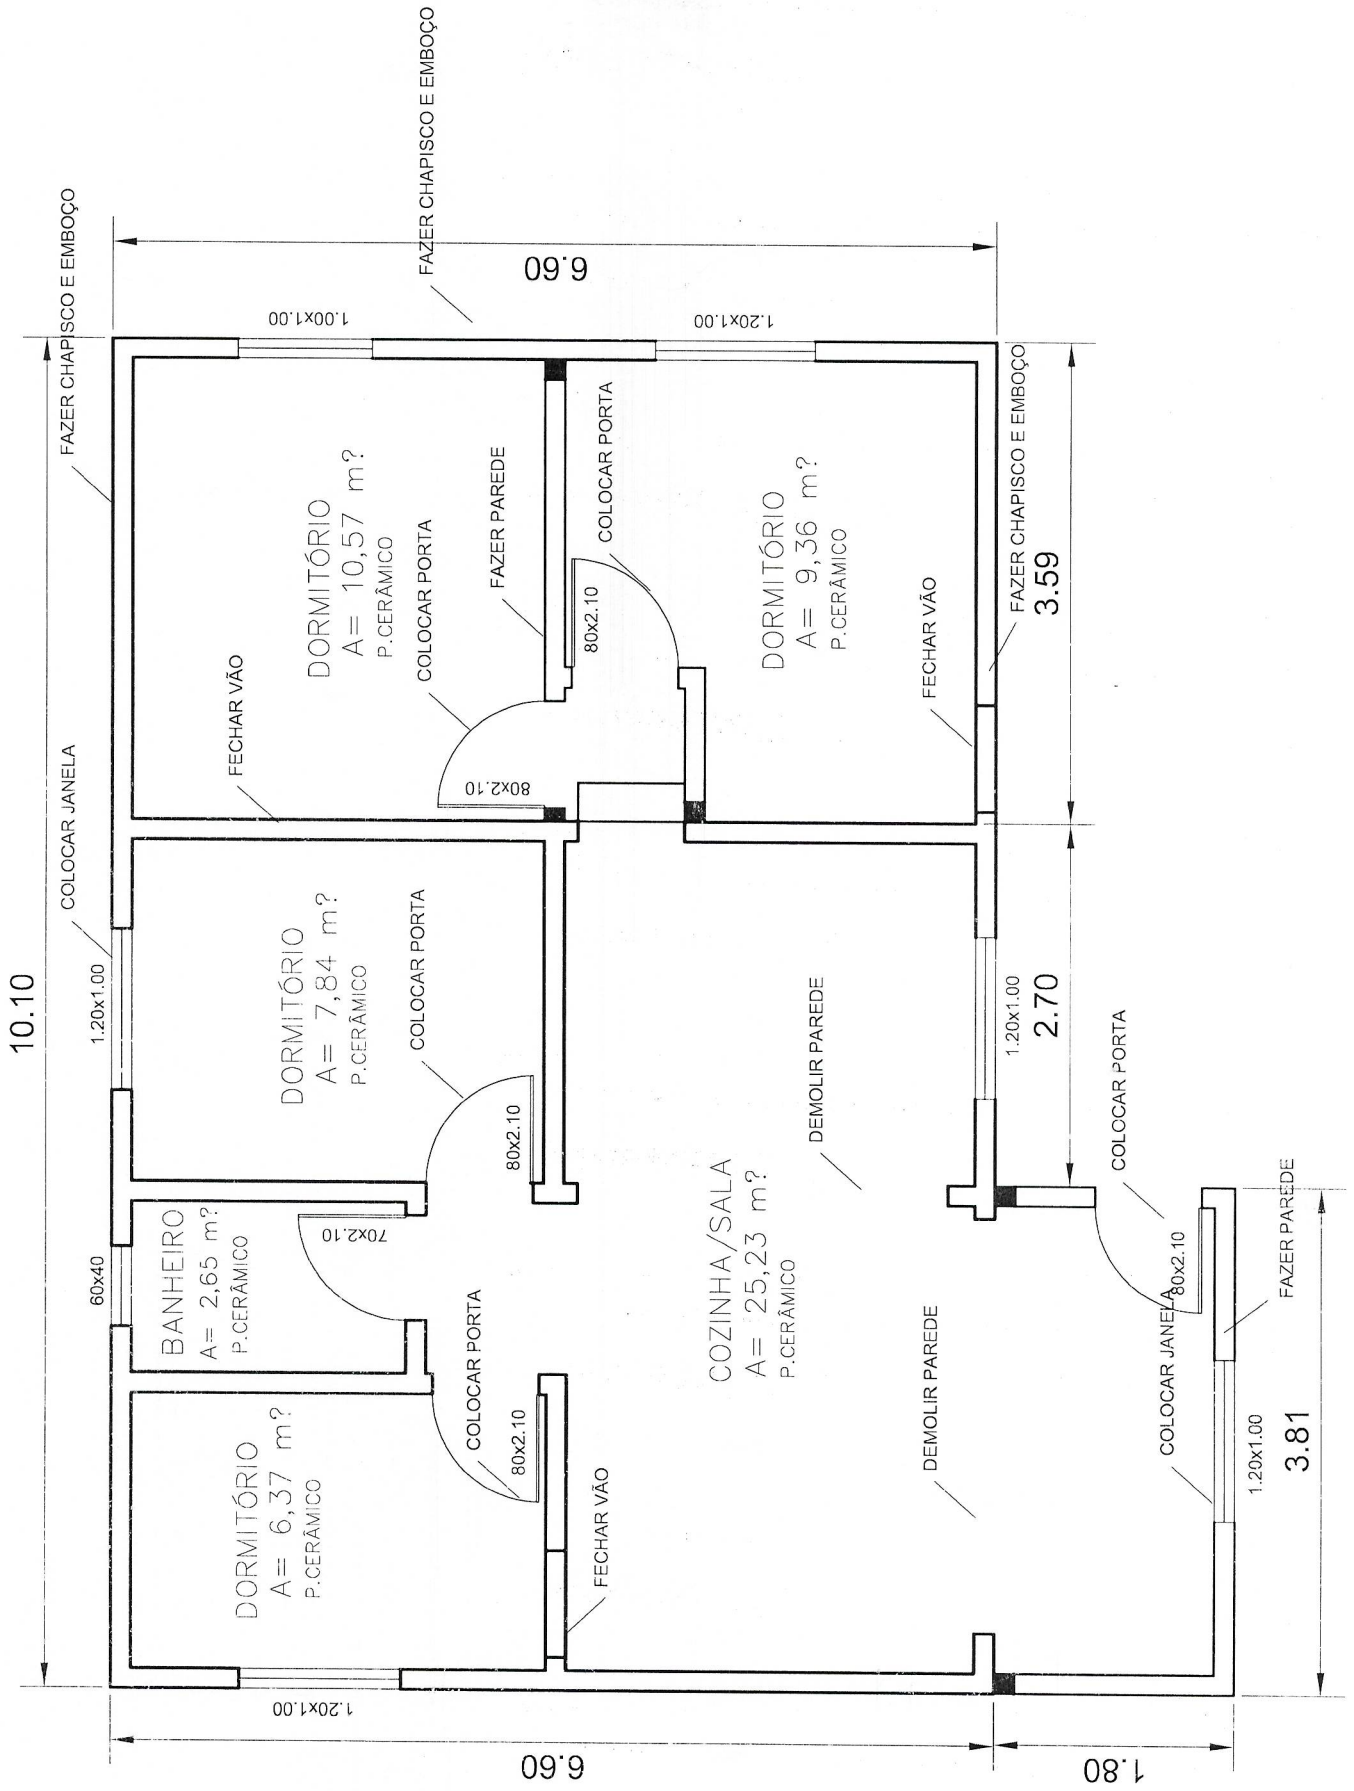 10.10
FAZER CHAPISCO E EMBOÇO
FAZER CHAPISCO E EMBOÇO
COLOCAR JANELA
60x40
1.20x1.00
FECHAR VÃO
6.60
1.00x1.00
1.20x1.00
DORMITÓRIO
A= 6,37 m?
P.CERÂMICO
1.20x1.00
BANHEIRO
A= 2,65 m?
P.CERÂMICO
70x2.10
DORMITÓRIO
A= 7,84 m?
P.CERÂMICO
COLOCAR PORTA
80x2.10
DORMITÓRIO
A= 10,57 m?
P.CERÂMICO
COLOCAR PORTA
80x2.10
FAZER PAREDE
COLOCAR PORTA
80x2.10
COLOCAR PORTA
80x2.10
FECHAR VÃO
6.60
COZINHA/SALA
A= 25,23 m?
P.CERÂMICO
DEMOLIR PAREDE
DEMOLIR PAREDE
DORMITÓRIO
A= 9,36 m?
P.CERÂMICO
FECHAR VÃO
FAZER CHAPISCO E EMBOÇO
3.59
1.20x1.00
2.70
COLOCAR PORTA
80x2.10
COLOCAR JANELA
1.20x1.00
FAZER PAREDE
3.81
1.80